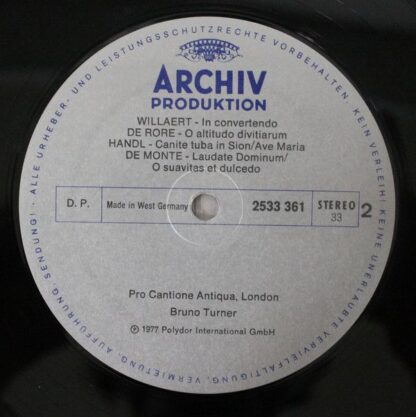 ALLE URHEBER- UND LEISTUNGSSCHUTZRECHTE VORBEHALTEN. KEIN VERLEIH! KEINE UNERLAUBTE VERVIELFÄLTIGUNG, VERMIETUNG, AUFFÜHRUNG, SENDUNG!
ARCHIV
PRODUKTION
WILLAERT - In convertendo
DE RORE - O altitudo divitiarum
HANDL - Canite tuba in Sion/Ave Maria
DE MONTE - Laudate Dominum/
O suavitas et dulcedo
D. P. Made in West Germany 2533 361 STEREO 2
33
Pro Cantione Antiqua, London
Bruno Turner
℗ 1977 Polydor International GmbH